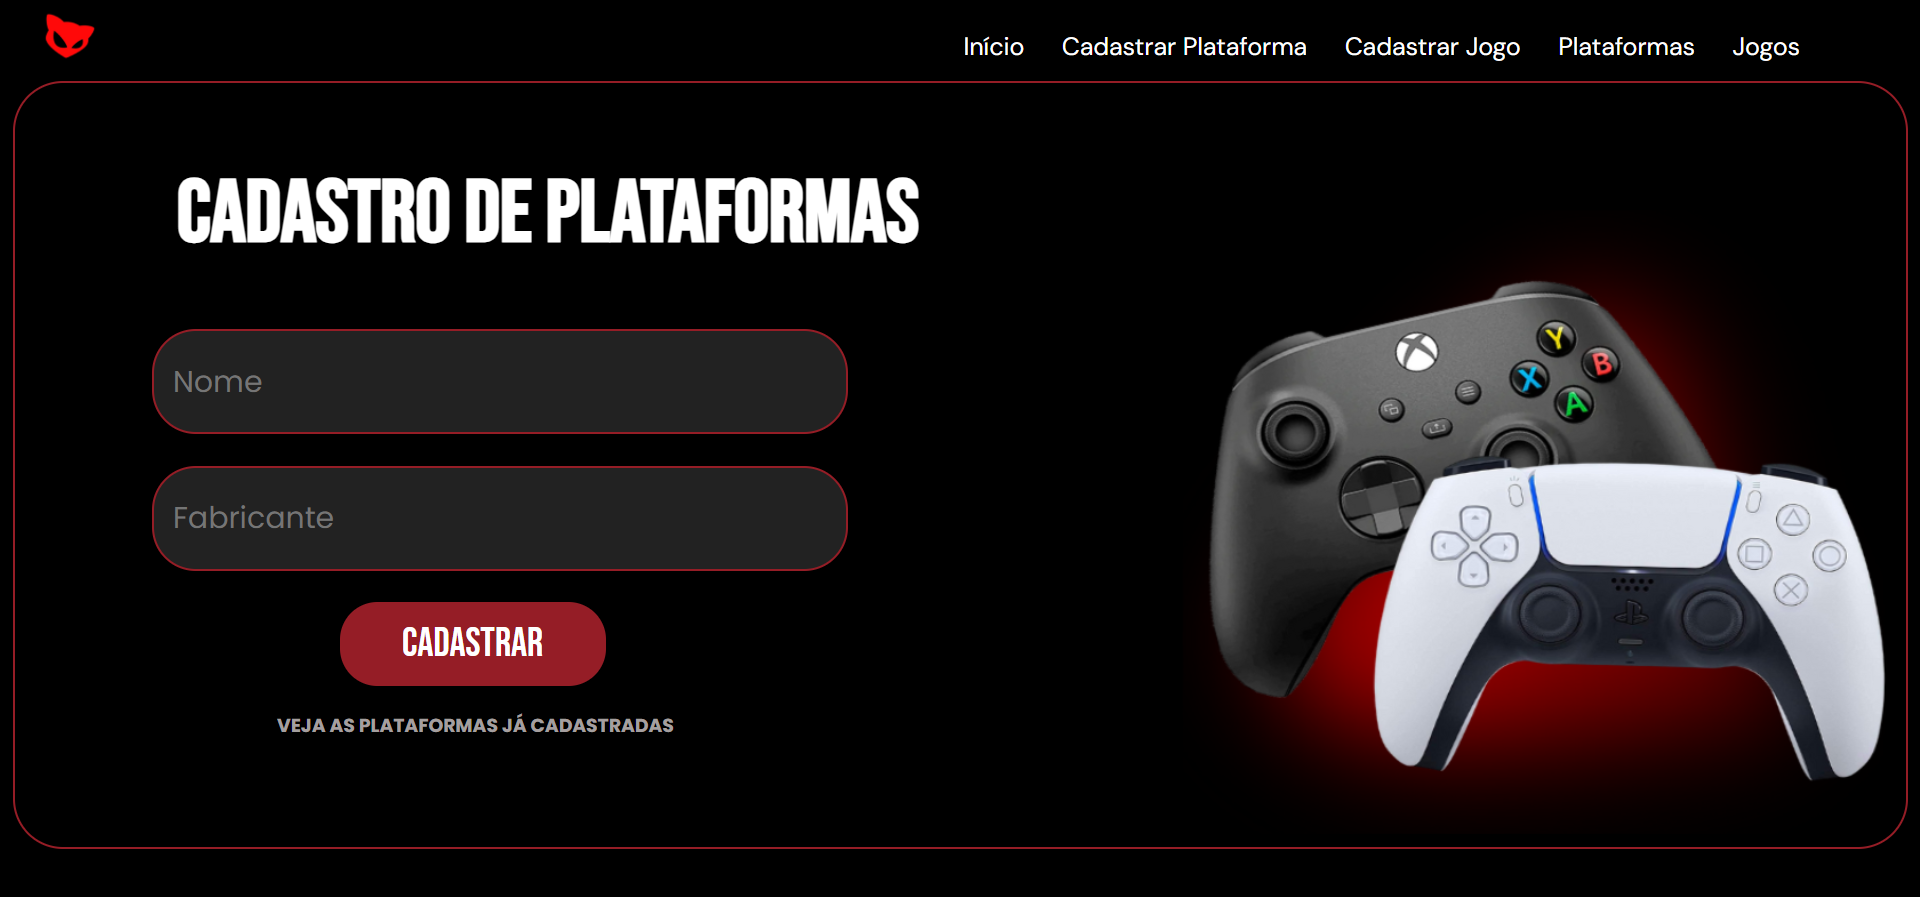 Início Cadastrar Plataforma Cadastrar Jogo Plataformas Jogos
CADASTRO DE PLATAFORMAS
Nome
Fabricante
CADASTRAR
VEJA AS PLATAFORMAS JÁ CADASTRADAS
Y
B
X
A